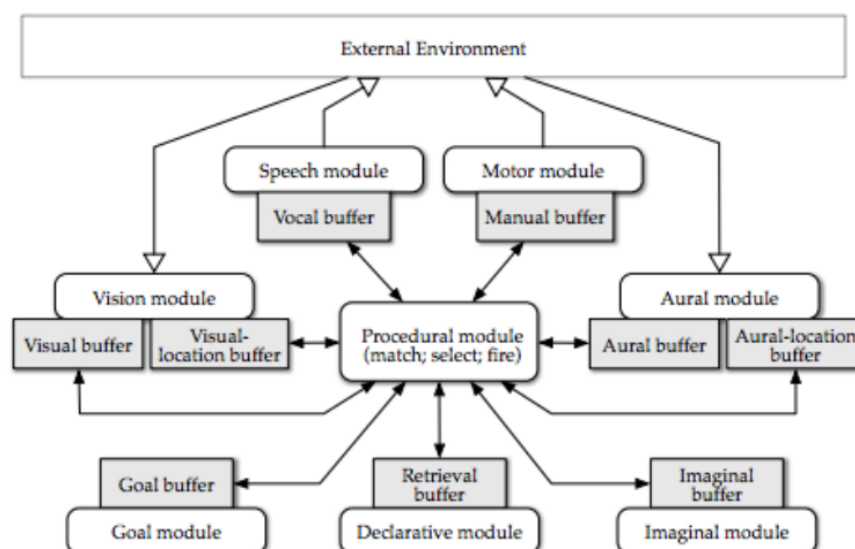 External Environment
Speech module
Motor module
Vocal buffer
Manual buffer
Vision module
Aural module
Visual buffer
Visual-
location buffer
Procedural module
(match; select; fire)
Aural buffer
Aural-location
buffer
Goal buffer
Retrieval
buffer
Imaginal
buffer
Goal module
Declarative module
Imaginal module